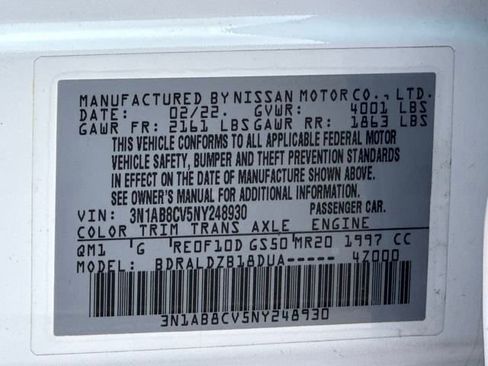 MANUFACTURED BY NISSAN MOTOR CO., LTD.
DATE: 02/22. GVWR: 4001 LBS
GAWR FR: 2161 LBS GAWR RR: 1863 LBS
THIS VEHICLE CONFORMS TO ALL APPLICABLE FEDERAL MOTOR
VEHICLE SAFETY, BUMPER AND THEFT PREVENTION STANDARDS
IN EFFECT ON THE DATE OF MANUFACTURE SHOWN ABOVE.
SEE OWNER'S MANUAL FOR ADDITIONAL INFORMATION.
VIN: 3N1AB8CV5NY248930 PASSENGER CAR.
COLOR TRIM TRANS AXLE ENGINE
QM1 G RE0F10D GS50 MR20 1997 CC
MODEL: BDRALDZB18DUA----- 47000
3N1AB8CV5NY248930